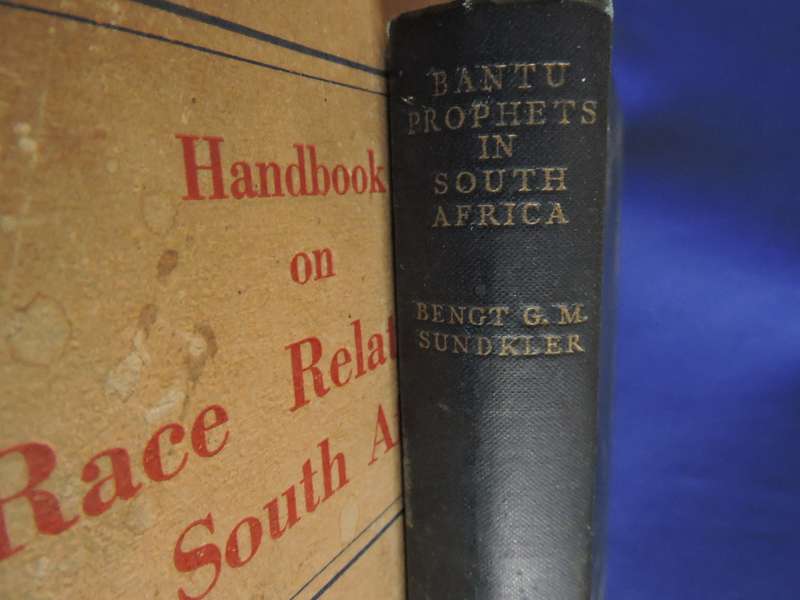 Handbook
on
Race Relat
South A
BANTU
PROPHETS
IN
SOUTH
AFRICA
BENGT G. M.
SUNDKLER